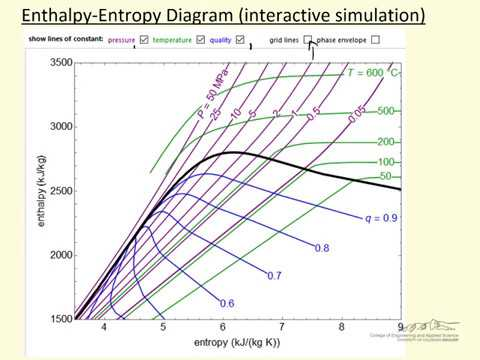 Enthalpy-Entropy Diagram (interactive simulation)
show lines of constant: pressure temperature quality grid lines phase envelope
3500
3000
2500
2000
1500
enthalpy (kJ/kg)
P = 50 MPa
25
10
5
2
1
0.5
0.05
T = 600 °C
500
200
100
50
q = 0.9
0.8
0.7
0.6
4 5 6 7 8 9
entropy (kJ/(kg K))
College of Engineering and Applied Science